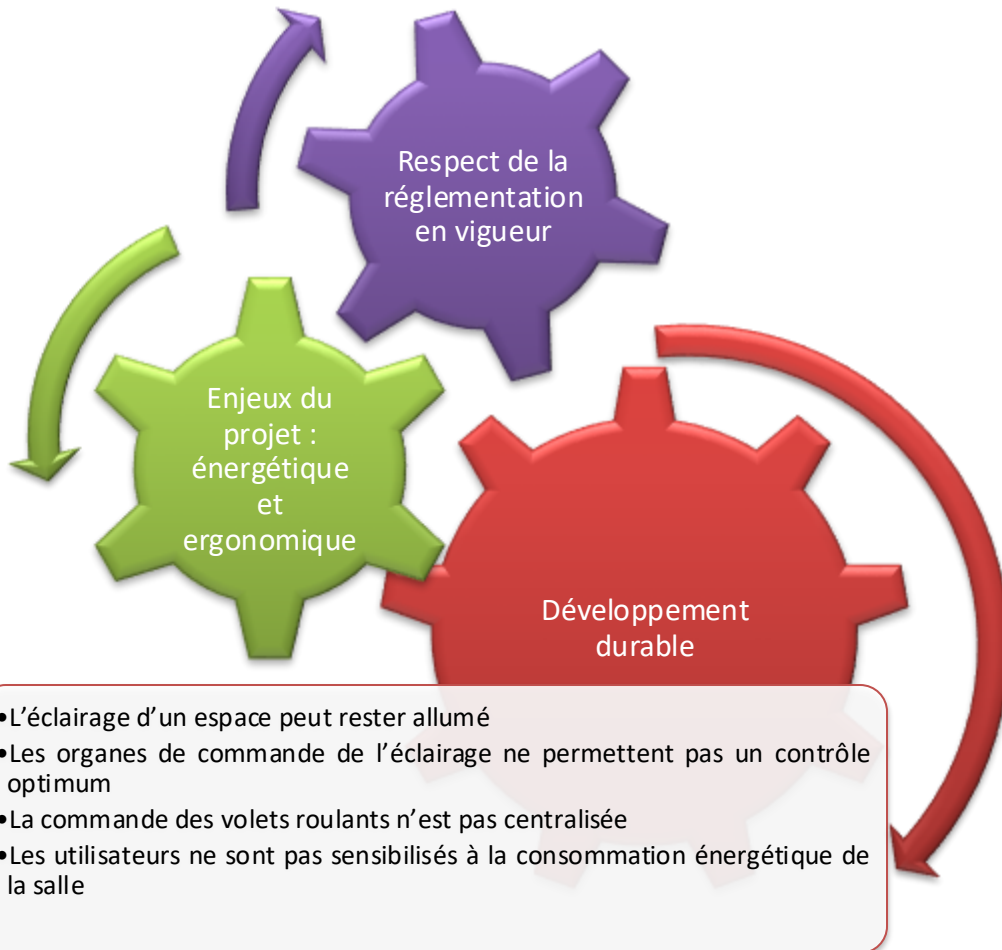 Respect de la
réglementation
en vigueur
Enjeux du
projet :
énergétique
et
ergonomique
Développement
durable
•L’éclairage d’un espace peut rester allumé
•Les organes de commande de l’éclairage ne permettent pas un contrôle
optimum
•La commande des volets roulants n’est pas centralisée
•Les utilisateurs ne sont pas sensibilisés à la consommation énergétique de
la salle